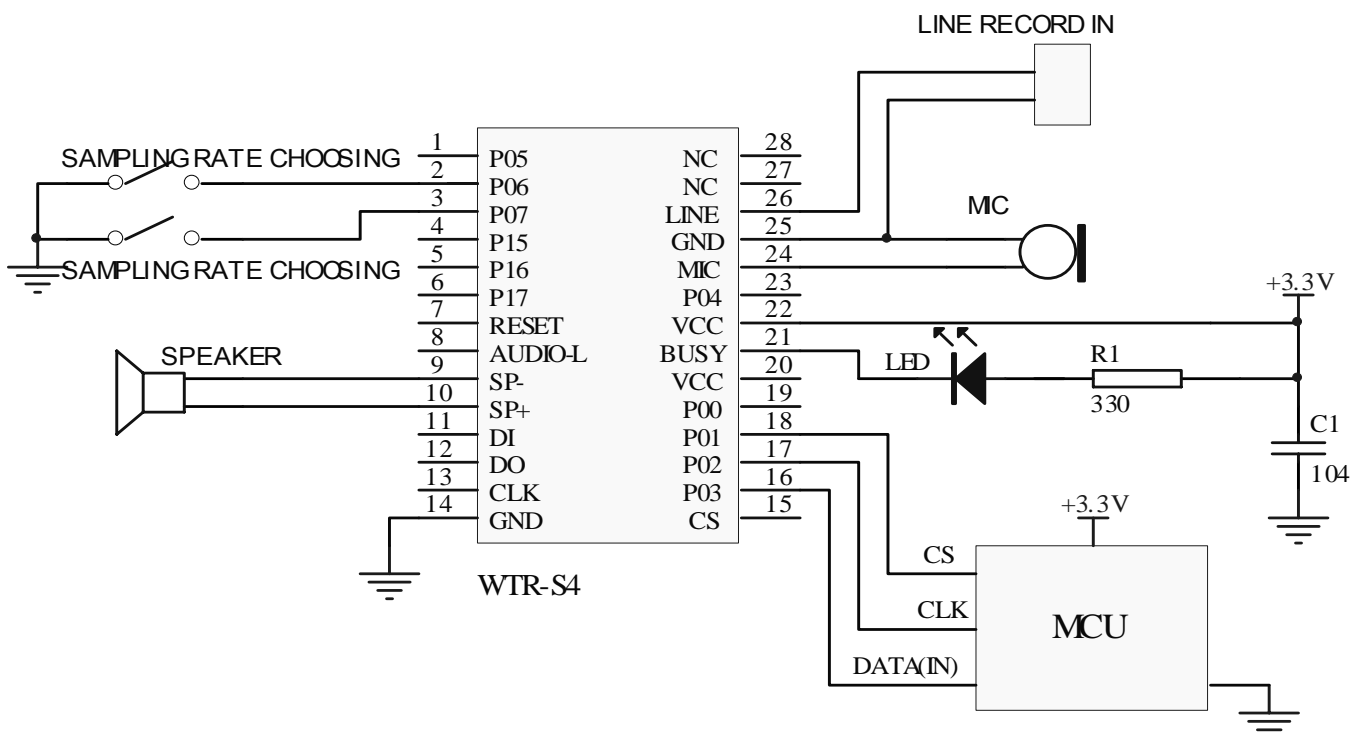 LINE RECORD IN
SAMPLING RATE CHOOSING
SAMPLING RATE CHOOSING
SPEAKER
1 P05
2 P06
3 P07
4 P15
5 P16
6 P17
7 RESET
8 AUDIO-L
9 SP-
10 SP+
11 DI
12 DO
13 CLK
14 GND
NC 28
NC 27
LINE 26
GND 25
MIC 24
P04 23
VCC 22
BUSY 21
VCC 20
P00 19
P01 18
P02 17
P03 16
CS 15
WTR-S4
MIC
+3.3V
LED
R1
330
C1
104
+3.3V
CS
CLK
DATA(IN)
MCU